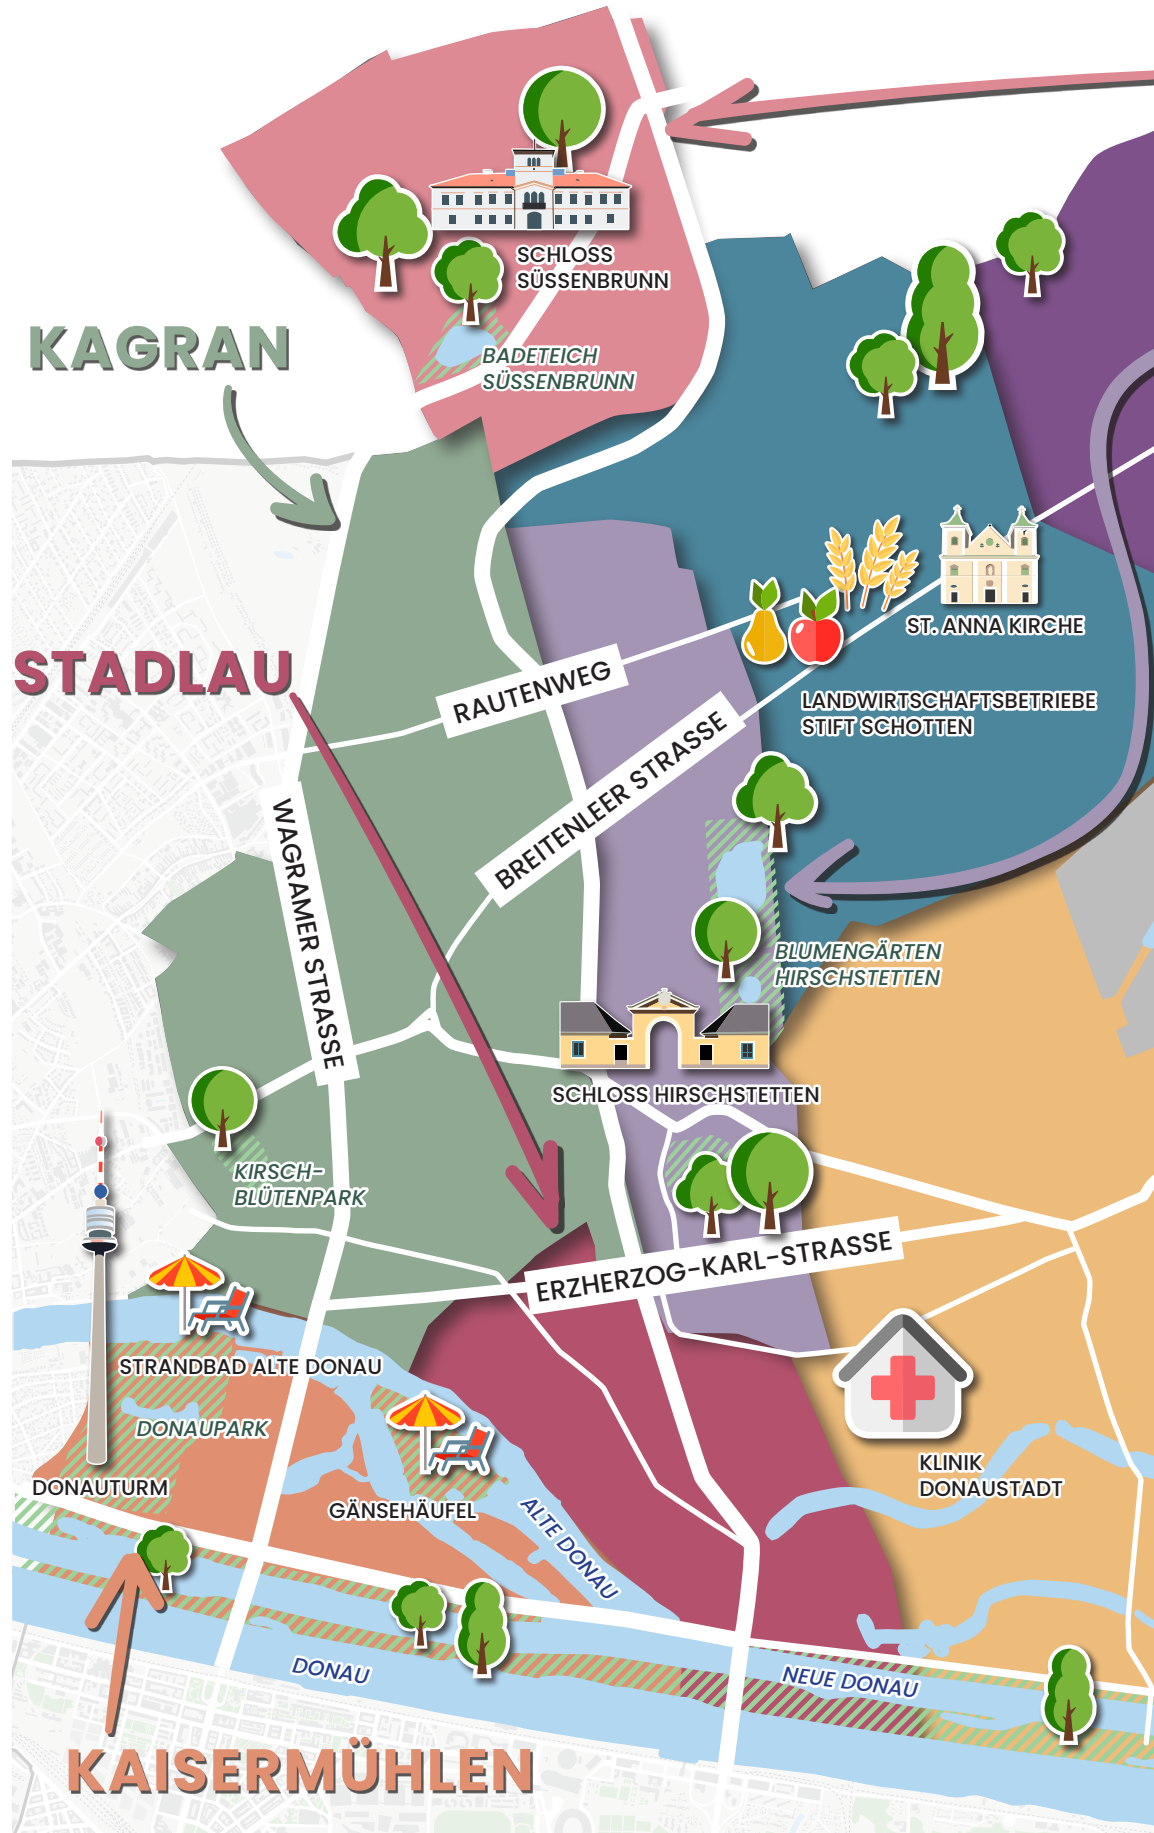 SCHLOSS
SÜSSENBRUNN
KAGRAN
BADETEICH
SÜSSENBRUNN
ST. ANNA KIRCHE
STADLAU
RAUTENWEG
LANDWIRTSCHAFTSBETRIEBE
STIFT SCHOTTEN
BREITENLEER STRASSE
WAGRAMER STRASSE
BLUMENGÄRTEN
HIRSCHSTETTEN
SCHLOSS HIRSCHSTETTEN
KIRSCH-
BLÜTENPARK
ERZHERZOG-KARL-STRASSE
STRANDBAD ALTE DONAU
DONAUPARK
KLINIK
DONAUSTADT
DONAUTURM
GÄNSEHÄUFEL
ALTE DONAU
DONAU
NEUE DONAU
KAISERMÜHLEN